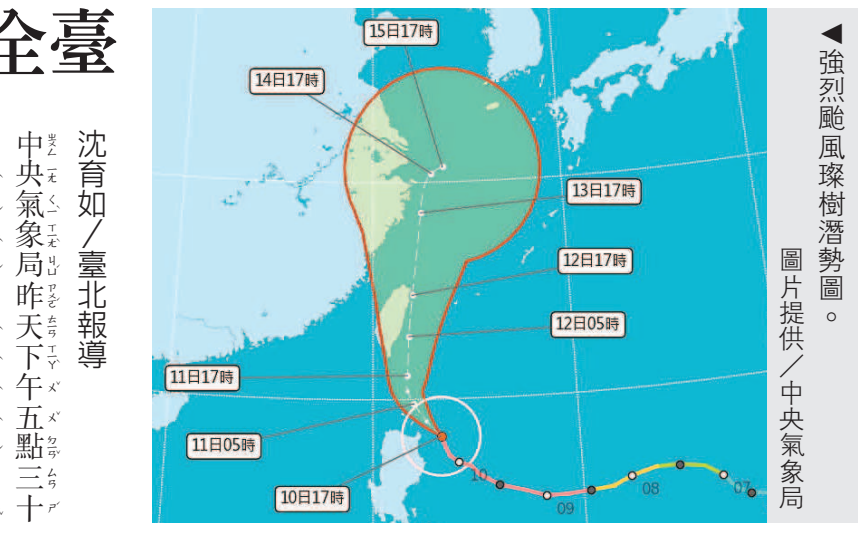 ◀強烈颱風璨樹潛勢圖。
圖片提供／中央氣象局
15日17時
14日17時
13日17時
12日17時
12日05時
11日17時
11日05時
10日17時
10
09
08
07
全臺
沈育如／臺北報導
中央氣象局昨天下午五點三十